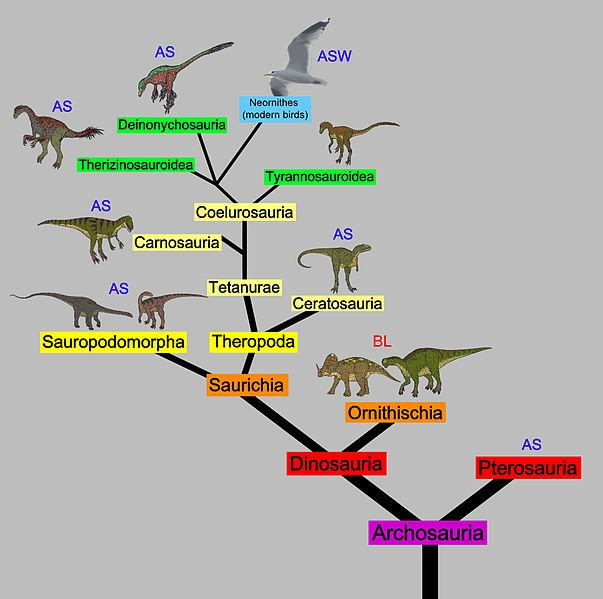 AS
ASW
AS
Neornithes
(modern birds)
Deinonychosauria
Therizinosauroidea
Tyrannosauroidea
AS
Coelurosauria
Carnosauria
AS
AS
Tetanurae
Ceratosauria
Sauropodomorpha
Theropoda
BL
Saurichia
Ornithischia
AS
Dinosauria
Pterosauria
Archosauria